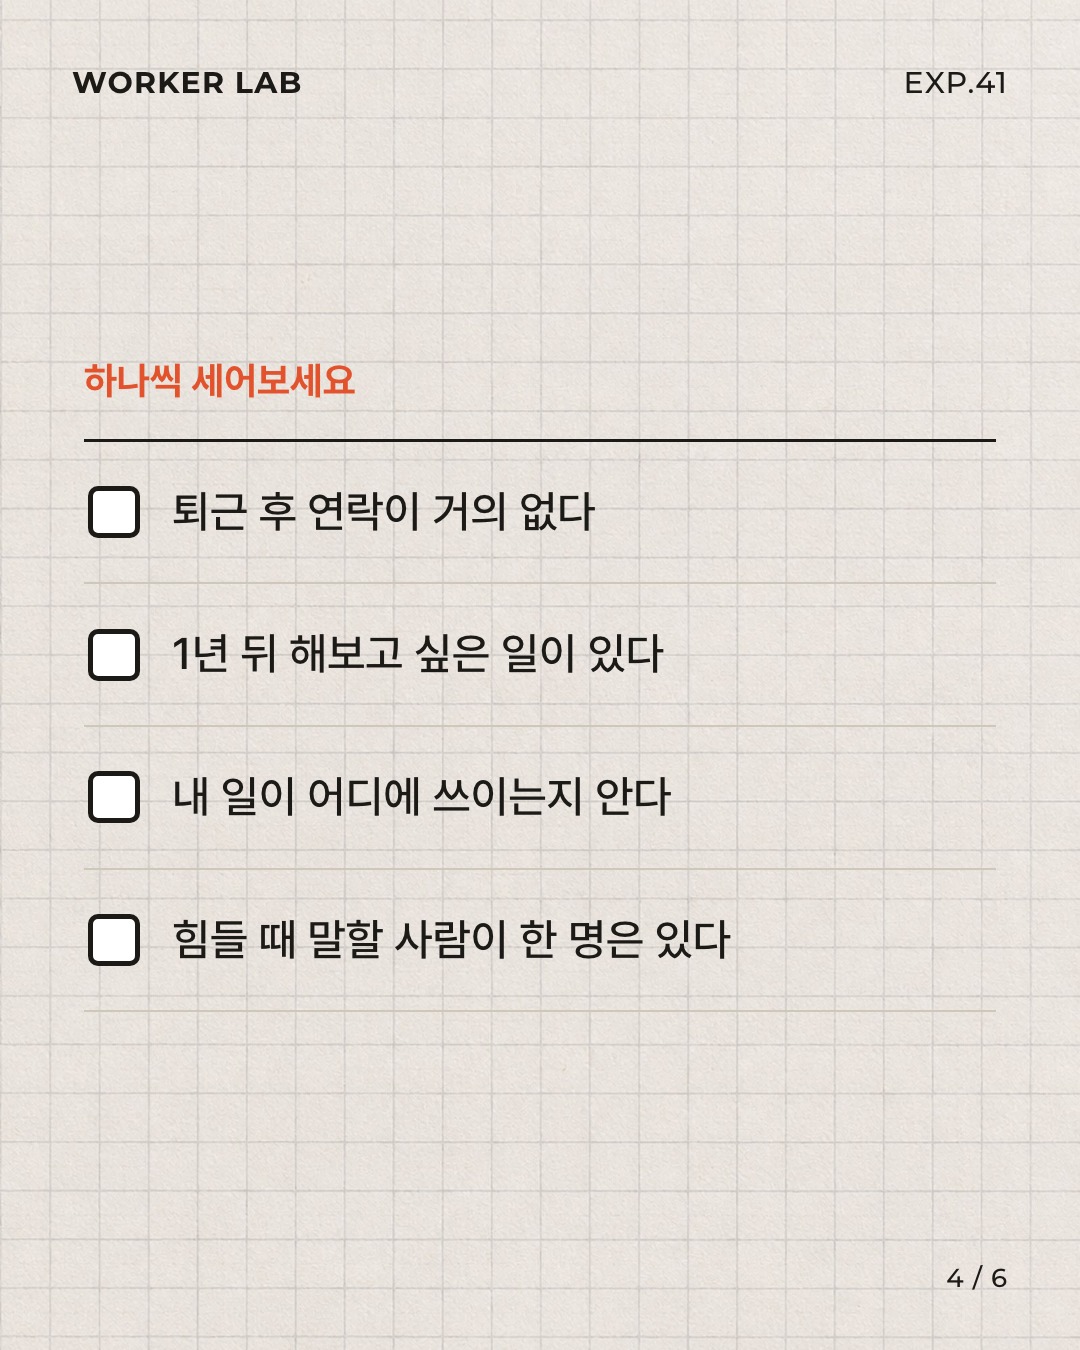 WORKER LAB
EXP.41
하나씩 세어보세요
퇴근 후 연락이 거의 없다
1년 뒤 해보고 싶은 일이 있다
내 일이 어디에 쓰이는지 안다
힘들 때 말할 사람이 한 명은 있다
4 / 6